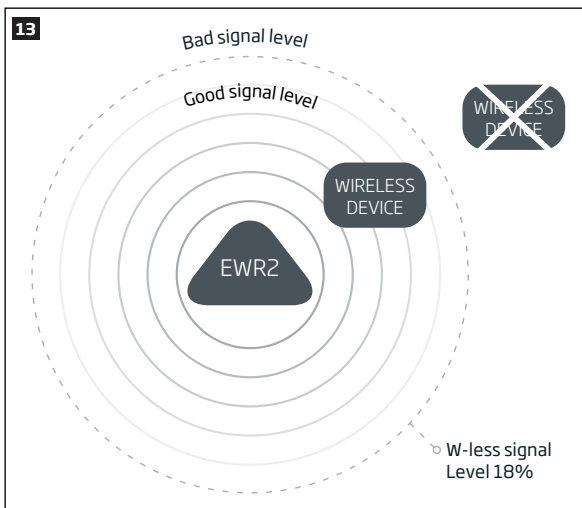 13
Bad signal level
Good signal level
WIRELESS
DEVICE
WIRELESS
DEVICE
EWR2
W-less signal
Level 18%